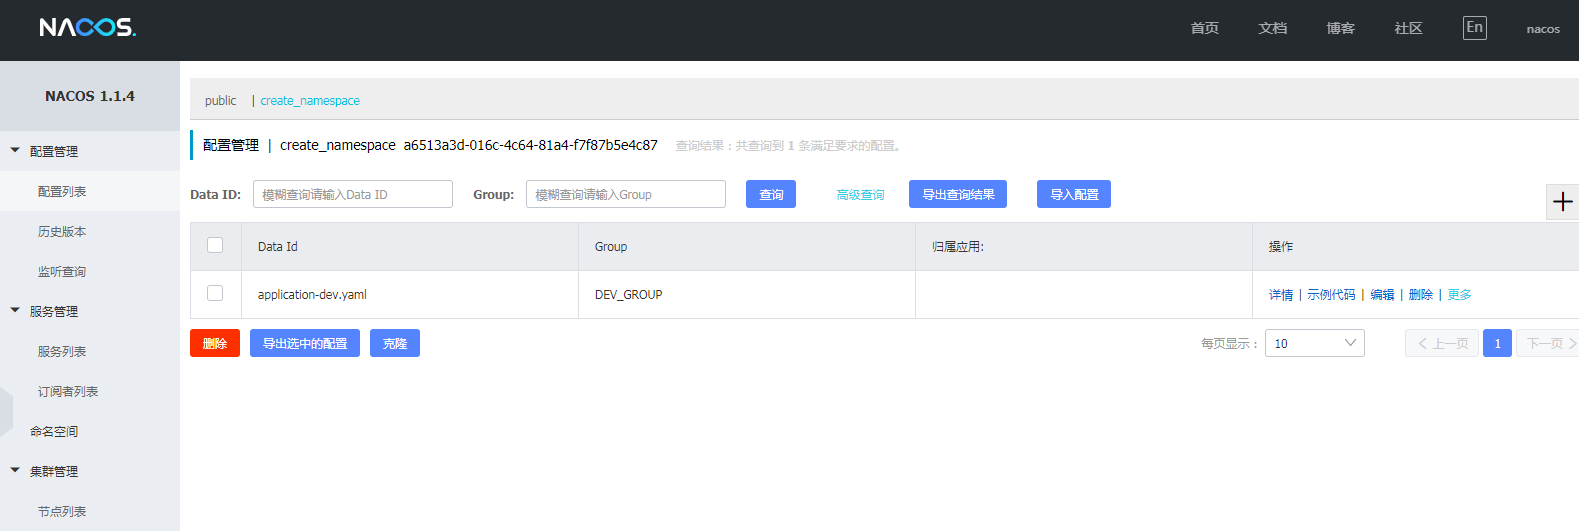 NACOS.
首页 文档 博客 社区 En nacos
NACOS 1.1.4
配置管理
配置列表
历史版本
监听查询
服务管理
服务列表
订阅者列表
命名空间
集群管理
节点列表
public | create_namespace
配置管理 | create_namespace a6513a3d-016c-4c64-81a4-f7f87b5e4c87 查询结果：共查询到 1 条满足要求的配置。
Data ID: 模糊查询请输入Data ID Group: 模糊查询请输入Group 查询 高级查询 导出查询结果 导入配置
Data Id Group 归属应用: 操作
application-dev.yaml DEV_GROUP 详情 | 示例代码 | 编辑 | 删除 | 更多
删除 导出选中的配置 克隆 每页显示： 10 上一页 1 下一页